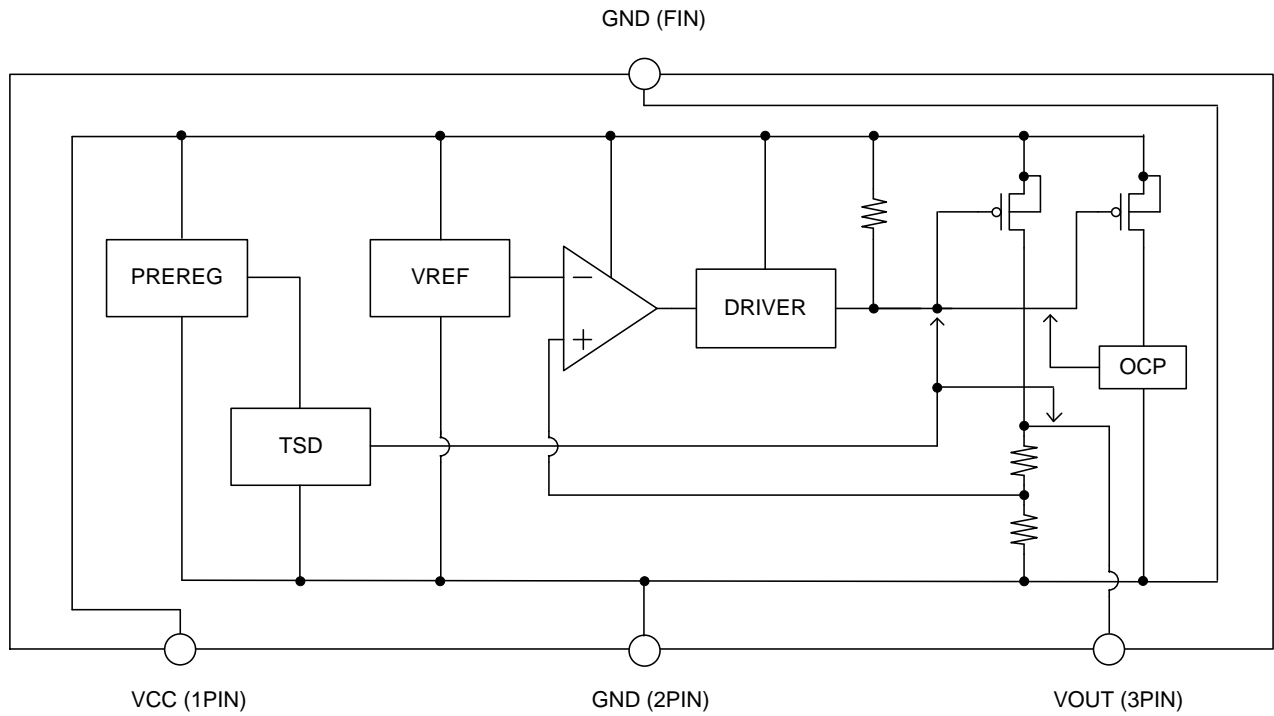 GND (FIN)
PREREG
VREF
−
+
DRIVER
OCP
TSD
VCC (1PIN)
GND (2PIN)
VOUT (3PIN)